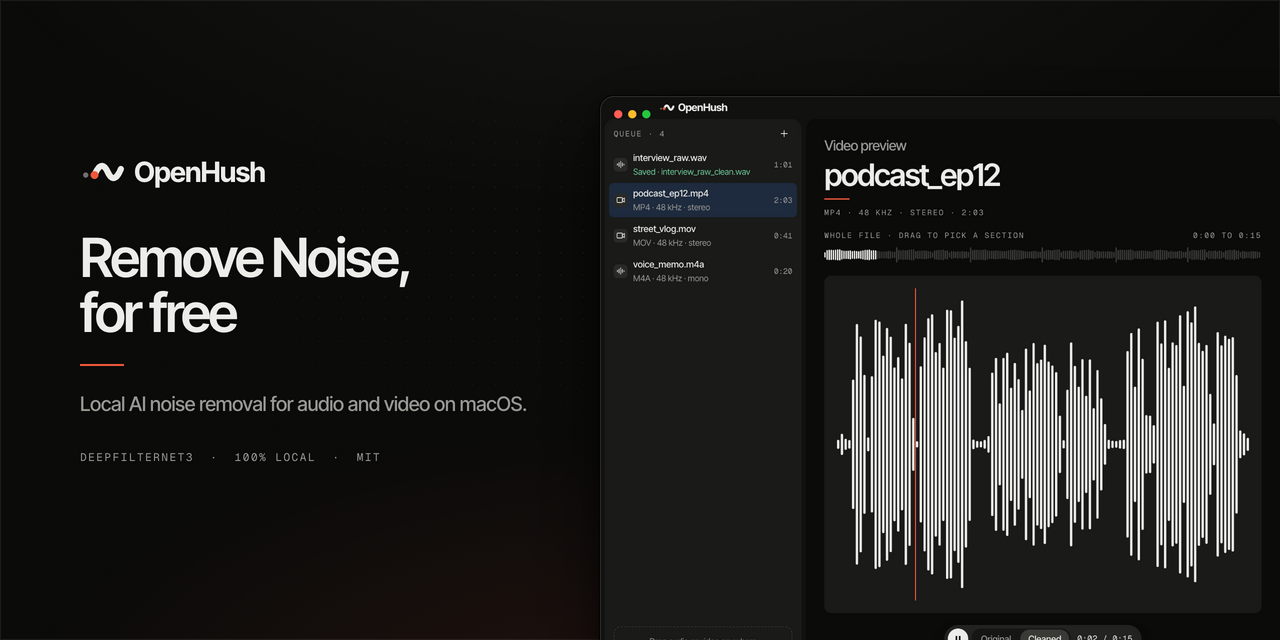 OpenHush
Remove Noise,
for free
Local AI noise removal for audio and video on macOS.
DEEPFILTERNET3 · 100% LOCAL · MIT
OpenHush
QUEUE · 4 +
interview_raw.wav 1:01
Saved · interview_raw_clean.wav
podcast_ep12.mp4 2:03
MP4 · 48 kHz · stereo
street_vlog.mov 0:41
MOV · 48 kHz · stereo
voice_memo.m4a 0:20
M4A · 48 kHz · mono
Video preview
podcast_ep12
MP4 · 48 KHZ · STEREO · 2:03
WHOLE FILE · DRAG TO PICK A SECTION 0:00 TO 0:15
Original Cleaned 0:02 / 0:15